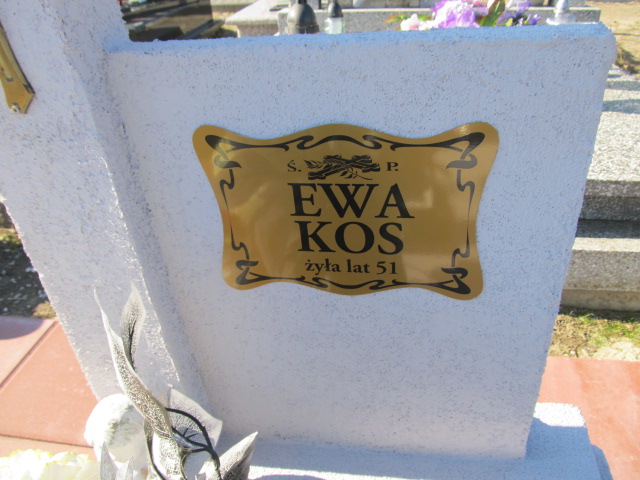 Ś. P.
EWA
KOS
żyła lat 51